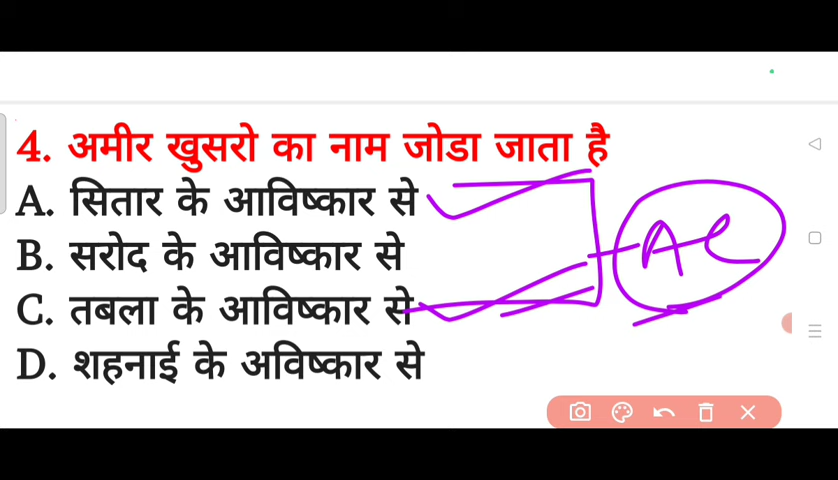 4. अमीर खुसरो का नाम जोडा जाता है
A. सितार के आविष्कार से
B. सरोद के आविष्कार से
C. तबला के आविष्कार से
D. शहनाई के अविष्कार से
AC